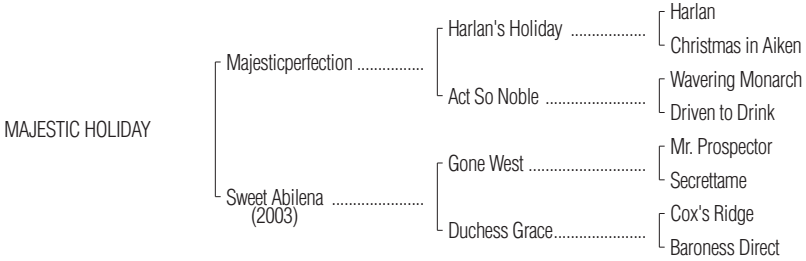 Harlan
Harlan's Holiday ...................
Christmas in Aiken
Majesticperfection ................
Wavering Monarch
Act So Noble .........................
Driven to Drink
MAJESTIC HOLIDAY
Mr. Prospector
Gone West .............................
Secrettame
Sweet Abilena .......................
(2003)
Cox's Ridge
Duchess Grace.......................
Baroness Direct